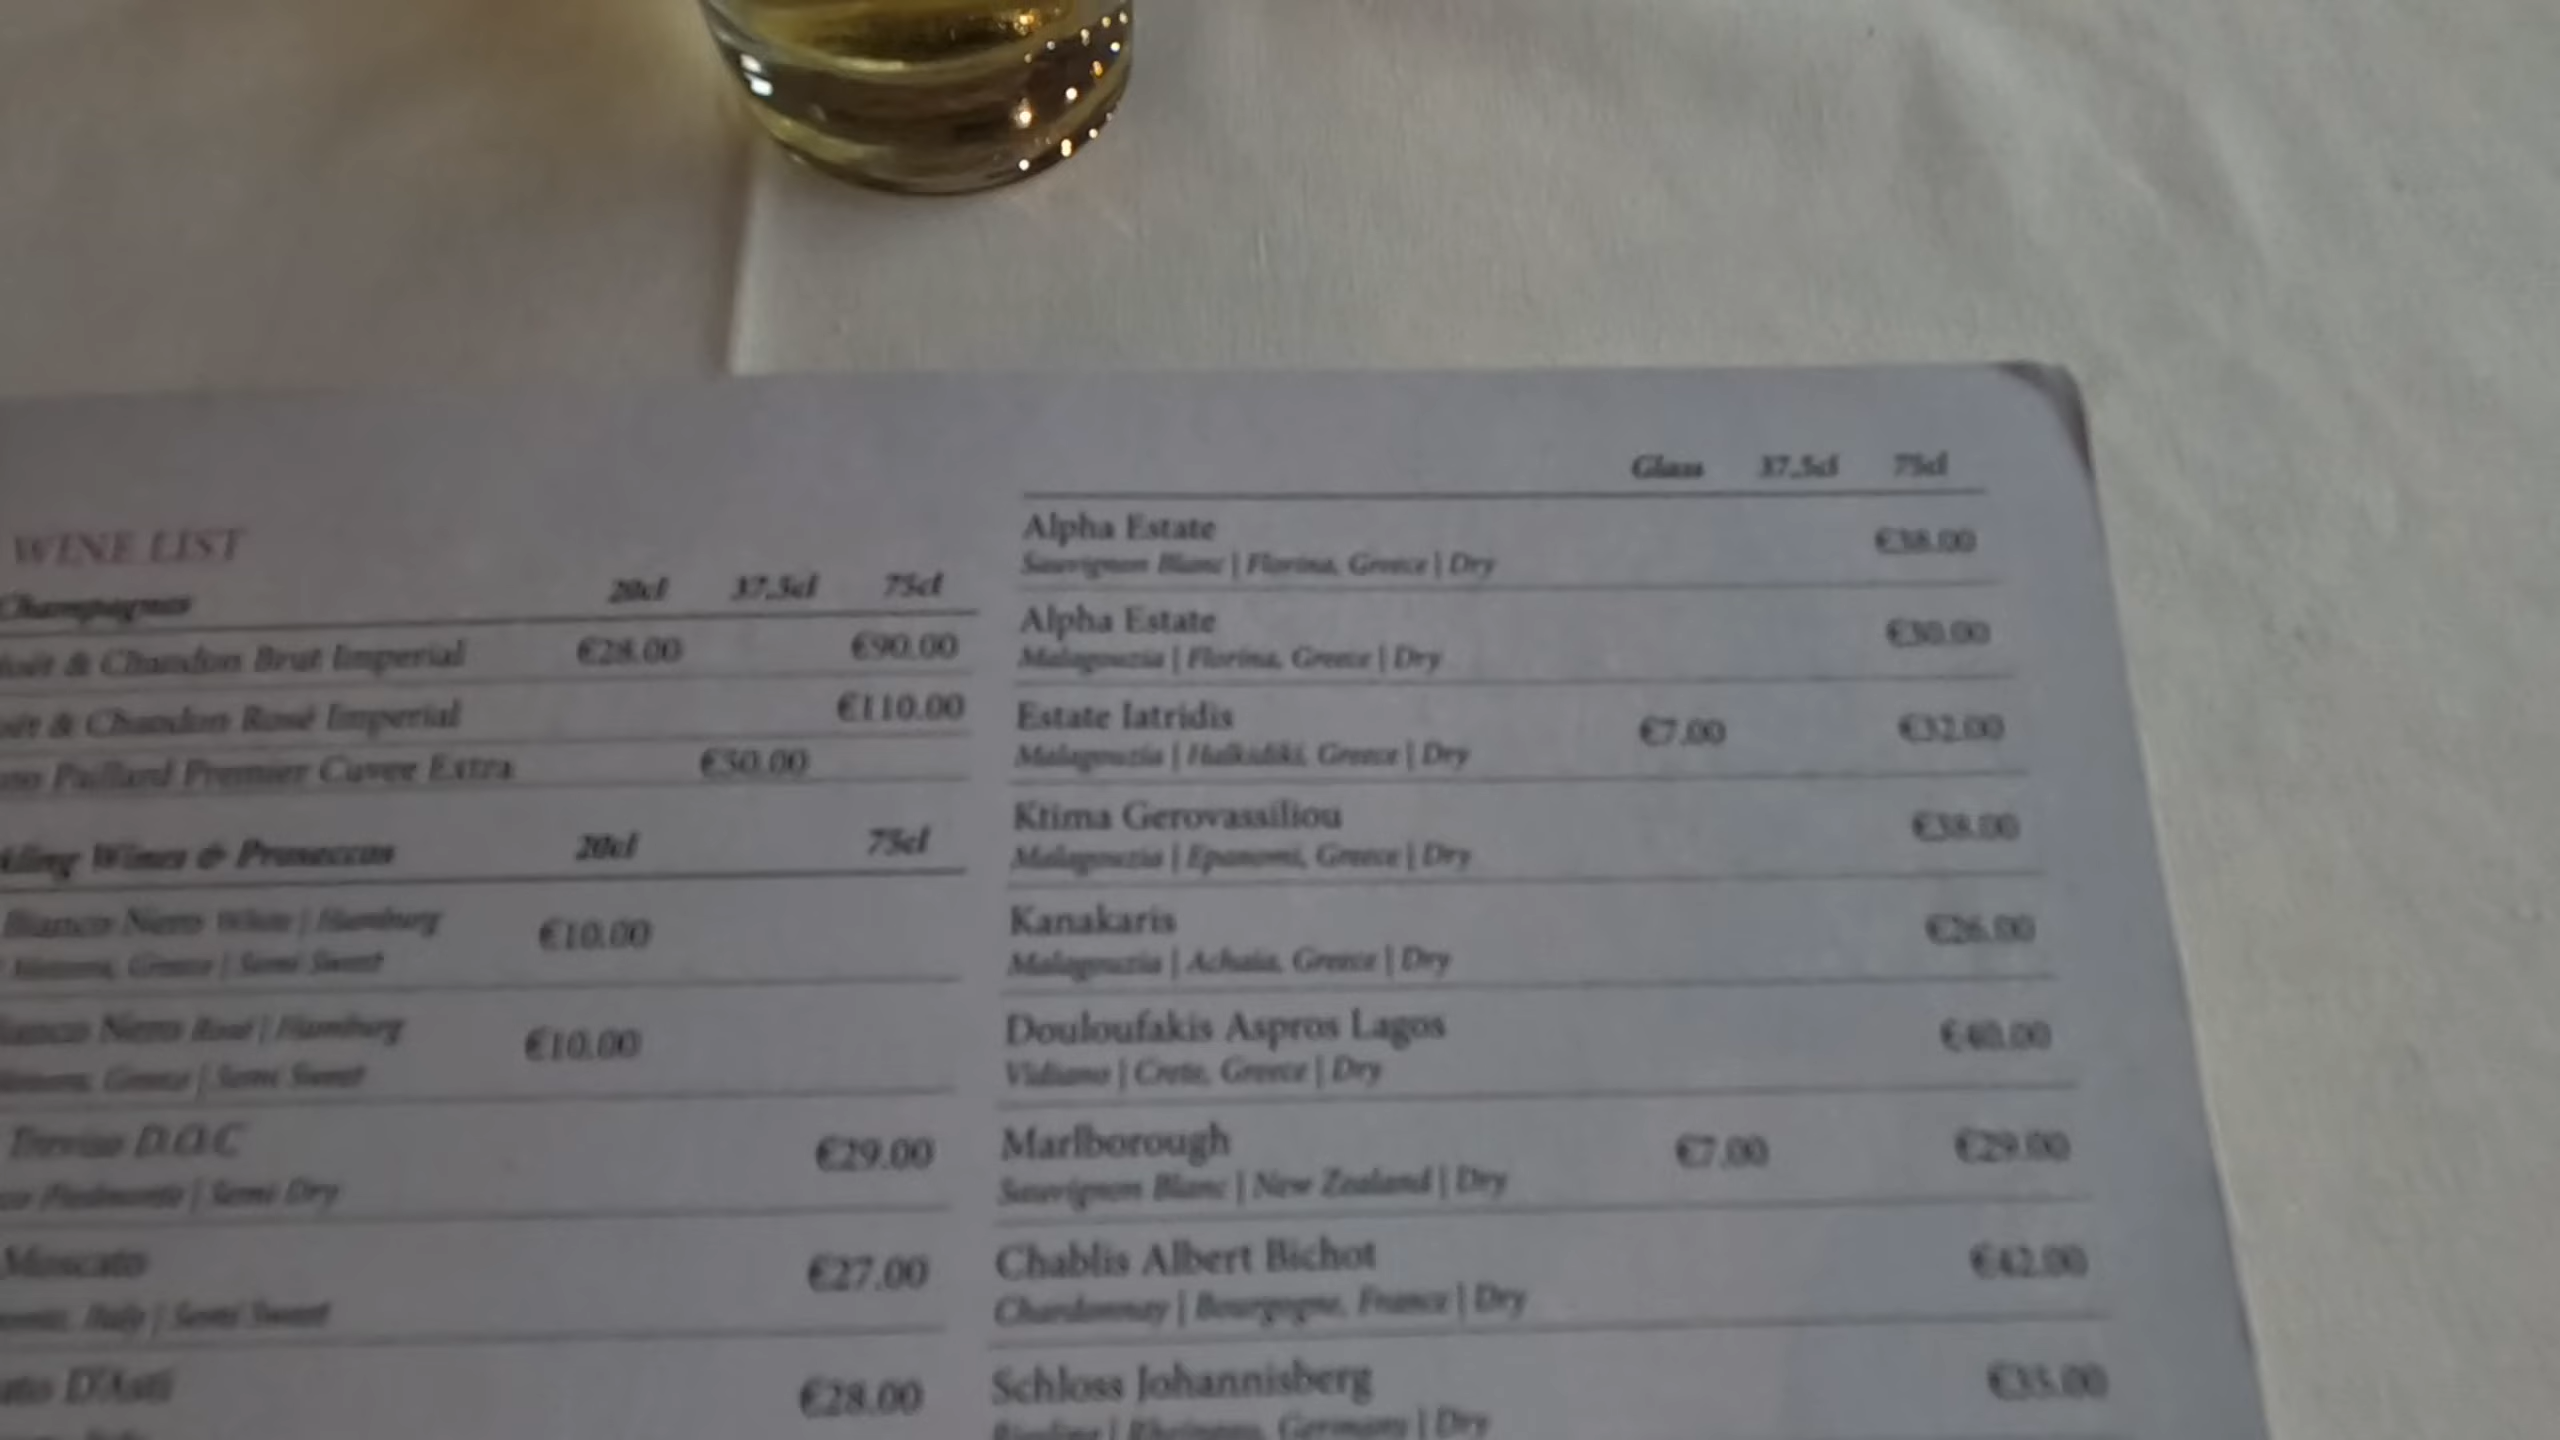 WINE LIST
Champagnes 20cl 37.5cl 75cl
& Chandon Brut Imperial €28.00 €90.00
& Chandon Rosé Imperial €110.00
Paillard Premier Cuvee Extra €50.00
Wines & Proseccos 20cl 75cl
Bianco Nero White | Hamburg €10.00
Greece | Semi Sweet
Nero Rosé | Hamburg €10.00
Greece | Semi Sweet
Treviso D.O.C €29.00
| Semi Dry
Moscato €27.00
Italy | Semi Sweet
D'Asti €28.00
Glass 37.5cl 75cl
Alpha Estate €38.00
Sauvignon Blanc | Florina, Greece | Dry
Alpha Estate €30.00
Malagouzia | Florina, Greece | Dry
Estate Iatridis €7.00 €32.00
Malagouzia | Halkidiki, Greece | Dry
Ktima Gerovassiliou €38.00
Malagouzia | Epanomi, Greece | Dry
Kanakaris €26.00
Malagouzia | Achaia, Greece | Dry
Douloufakis Aspros Lagos €40.00
Vidiano | Crete, Greece | Dry
Marlborough €7.00 €29.00
Sauvignon Blanc | New Zealand | Dry
Chablis Albert Bichot €42.00
Chardonnay | Bourgogne, France | Dry
Schloss Johannisberg €35.00
Riesling | Rheingau, Germany | Dry